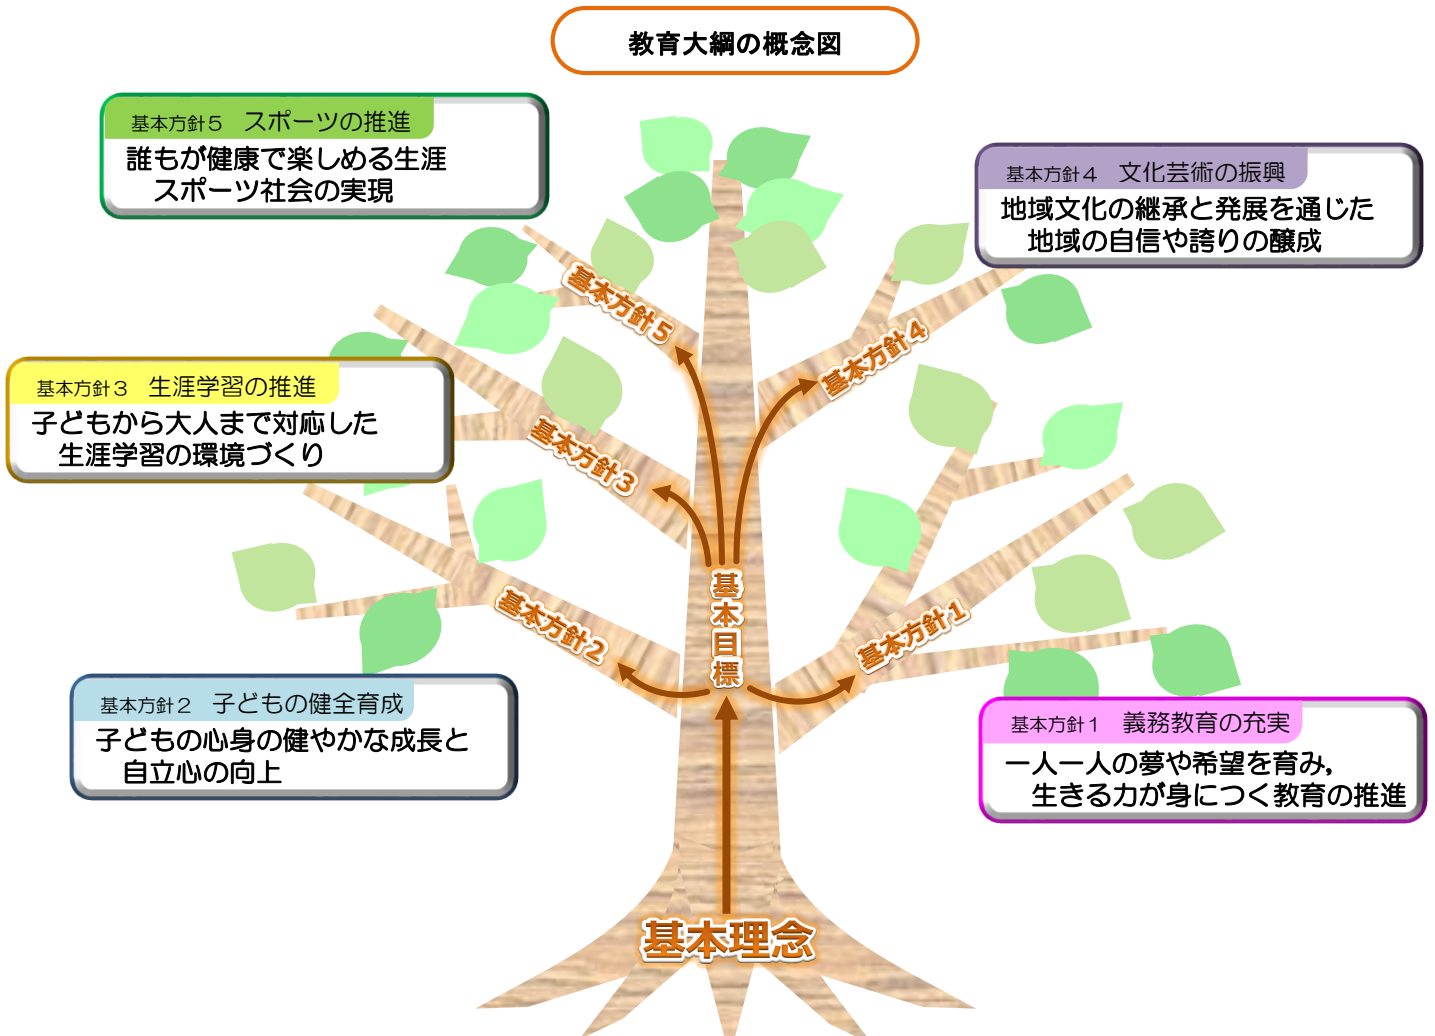 教育大綱の概念図
基本方針５　スポーツの推進
誰もが健康で楽しめる生涯
スポーツ社会の実現
基本方針４　文化芸術の振興
地域文化の継承と発展を通じた
地域の自信や誇りの醸成
基本方針5
基本方針4
基本方針３　生涯学習の推進
子どもから大人まで対応した
生涯学習の環境づくり
基本方針3
基本目標
基本方針2
基本方針1
基本方針２　子どもの健全育成
子どもの心身の健やかな成長と
自立心の向上
基本方針１　義務教育の充実
一人一人の夢や希望を育み，
生きる力が身につく教育の推進
基本理念